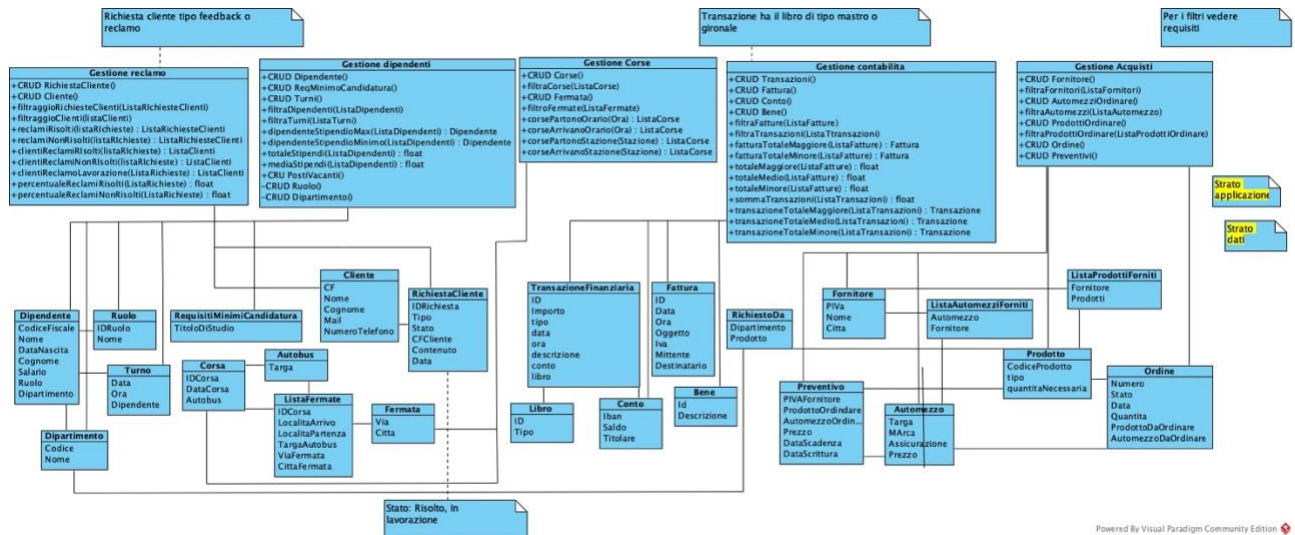 Richiesta cliente tipo feedback o
reclamo
Transazione ha il libro di tipo mastro o
gironale
Per i filtri vedere
requisiti
Gestione reclamo
+CRUD RichiestaCliente()
+CRUD Cliente()
+filtraggioRichiesteClienti(ListaRIchiesteClienti)
+filtraggioClienti(listaClienti)
+reclamiRisolti(listaRIchieste) : ListaRichiesteClienti
+reclamiNonRisolti(listaRIchieste) : ListaRichiesteClienti
+clientiReclamiRisolti(listaRIchieste) : ListaClienti
+clientiReclamiNonRisolti(listaRIchieste) : ListaClienti
+clientiReclamoLavorazione(ListaRichieste) : ListaClienti
+percentualeReclamiRisolti(ListaRichieste) : float
+percentualeReclamiNonRisolti(ListaRichieste) : float
Gestione dipendenti
+CRUD Dipendente()
+CRUD ReqMinimoCandidatura()
+CRUD Turni()
+filtraDipendenti(ListaDipendenti)
+filtraTurni(ListaTurni)
+dipendenteStipendioMax(ListaDipendenti) : Dipendente
+dipendenteStipendioMinimo(ListaDipendenti) : Dipendente
+totaleStipendi(ListaDipendenti) : float
+mediaStipendi(ListaDipendenti) : float
+CRU PostiVacanti()
-CRUD Ruolo()
-CRUD Dipartimento()
Gestione Corse
+CRUD Corse()
+filtraCorse(listaCorse)
+CRUD Fermata()
+filtroFermate(ListaFermate)
+corsePartonoOrario(Ora) : ListaCorse
+corseArrivanoOrario(Ora) : ListaCorse
+corsePartonoStazione(Stazione) : ListaCorse
+corseArrivanoStazione(Stazione) : ListaCorse
Gestione contabilita
+CRUD Transazioni()
+CRUD Fattura()
+CRUD Conto()
+CRUD Bene()
+filtraFatture(ListaFatture)
+filtraTransazioni(ListaTtransazioni)
+fatturaTotaleMaggiore(ListaFatture) : Fattura
+fatturaTotaleMinore(ListaFatture) : Fattura
+totaleMaggiore(ListaFatture) : float
+totaleMedio(ListaFatture) : float
+totaleMinore(ListaFatture) : float
+sommaTransazioni(ListaTransazioni) : float
+transazioneTotaleMaggiore(ListaTransazioni) : Transazione
+transazioneTotaleMedio(ListaTransazioni) : Transazione
+transazioneTotaleMinore(ListaTransazioni) : Transazione
Gestione Acquisti
+CRUD Fornitore()
+filtraFornitori(ListaFornitori)
+CRUD AutomezziOrdinare()
+filtraAutomezzi(ListaAutomezzo)
+CRUD ProdottiOrdinare()
+filtraProdottiOrdinare(ListaProdottiOrdinare)
+CRUD Ordine()
+CRUD Preventivi()
Strato
applicazione
Strato
dati
Dipendente
CodiceFiscale
Nome
DataNascita
Cognome
Salario
Ruolo
Dipartimento
Ruolo
IDRuolo
Nome
Turno
Data
Ora
Dipendente
Dipartimento
Codice
Nome
RequisitiMinimiCandidatura
TitoloDiStudio
Cliente
CF
Nome
Cognome
Mail
NumeroTelefono
RichiestaCliente
IDRichiesta
Tipo
Stato
CFCliente
Contenuto
Data
Corsa
IDCorsa
DataCorsa
Autobus
Autobus
Targa
ListaFermate
IDCorsa
LocalitaArrivo
LocalitaPartenza
TargaAutobus
ViaFermata
CittaFermata
Fermata
Via
Citta
TransazioneFinanziaria
ID
Importo
tipo
data
ora
descrizione
conto
libro
Libro
ID
Tipo
Fattura
ID
Data
Ora
Oggetto
Iva
Mittente
Destinatario
Conto
Iban
Saldo
Titolare
Bene
Id
Descrizione
RichiestoDa
Dipartimento
Prodotto
Fornitore
PIVa
Nome
Citta
ListaAutomezziForniti
Automezzo
Fornitore
ListaProdottiForniti
Fornitore
Prodotti
Prodotto
CodiceProdotto
tipo
quantitaNecessaria
Preventivo
PIVAFornitore
ProdottoOrdindare
AutomezzoOrdin...
Prezzo
DataScadenza
DataScrittura
Automezzo
Targa
MArca
Assicurazione
Prezzo
Ordine
Numero
Stato
Data
Quantita
ProdottoDaOrdinare
AutomezzoDaOrdinare
Stato: Risolto, In
lavorazione
Powered By Visual Paradigm Community Edition